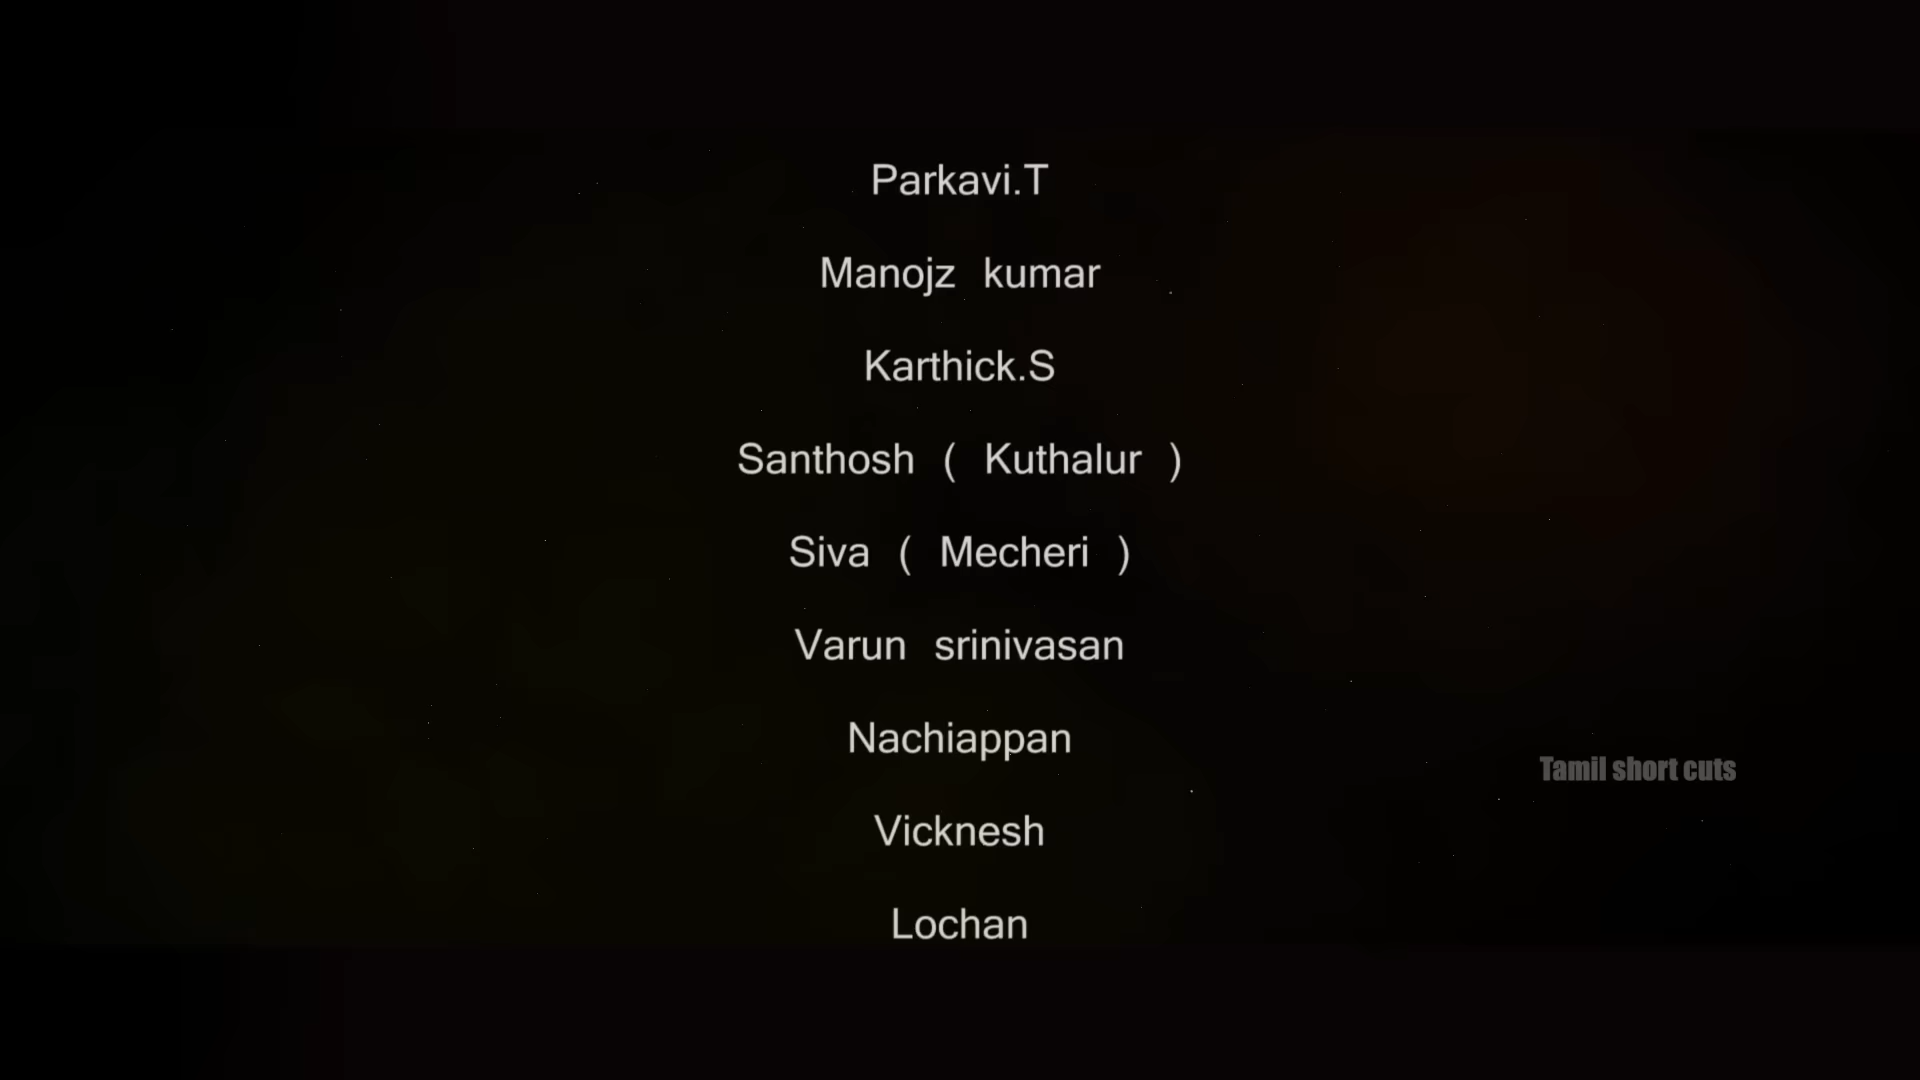 Parkavi.T
Manojz kumar
Karthick.S
Santhosh ( Kuthalur )
Siva ( Mecheri )
Varun srinivasan
Nachiappan
Tamil short cuts
Vicknesh
Lochan